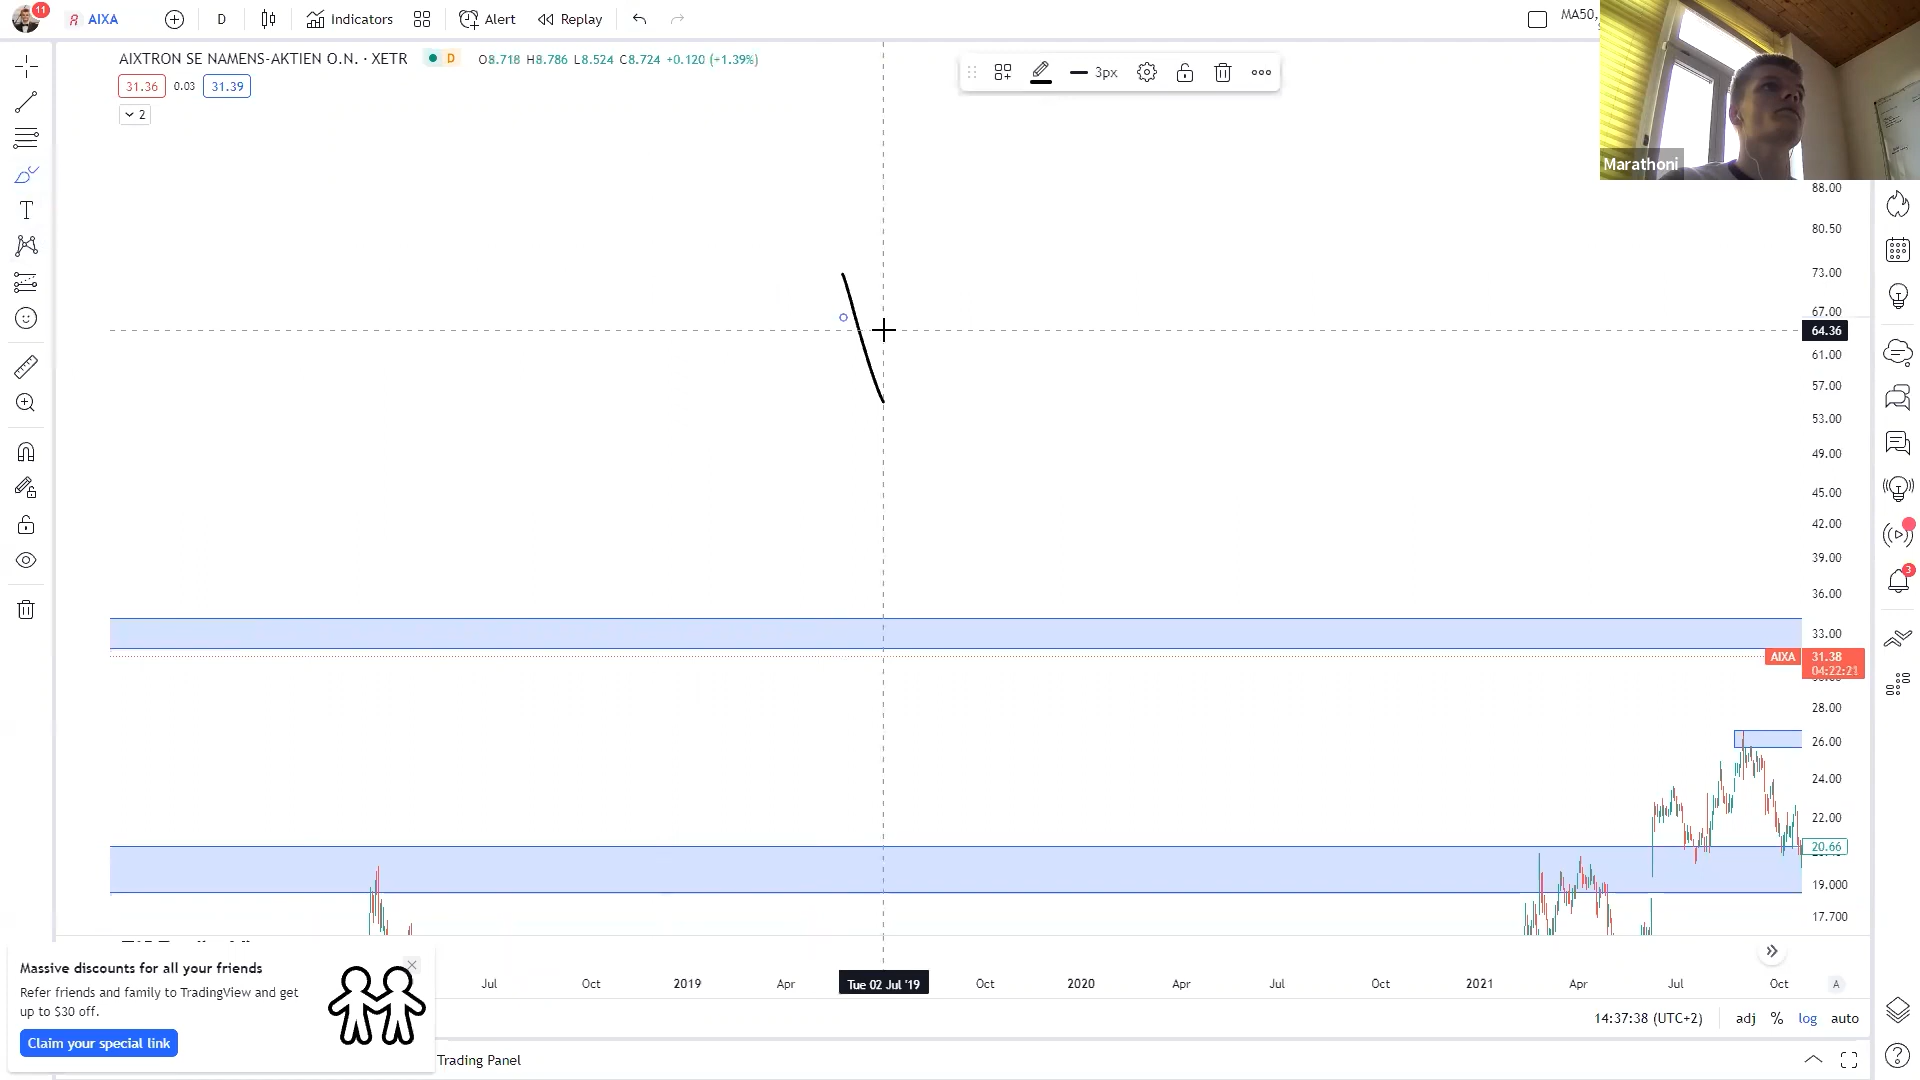 11
AIXA
D
Indicators
Alert
Replay
MA50,
AIXTRON SE NAMENS-AKTIEN O.N. · XETR
D
O8.718 H8.786 L8.524 C8.724 +0.120 (+1.39%)
31.36
0.03
31.39
2
3px
Marathoni
88.00
80.50
73.00
67.00
64.36
61.00
57.00
53.00
49.00
45.00
42.00
39.00
36.00
33.00
AIXA
31.38
04:22:21
28.00
26.00
24.00
22.00
20.66
19.000
17.700
3
Massive discounts for all your friends
Refer friends and family to TradingView and get
up to $30 off.
Claim your special link
Jul
Oct
2019
Apr
Tue 02 Jul '19
Oct
2020
Apr
Jul
Oct
2021
Apr
Jul
Oct
A
14:37:38 (UTC+2)
adj
%
log
auto
Trading Panel